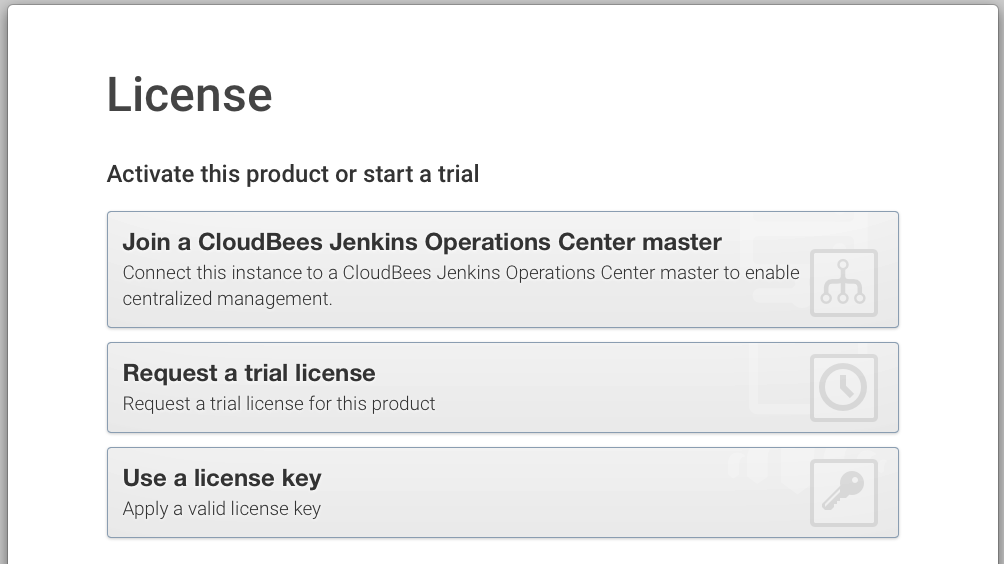 License
Activate this product or start a trial
Join a CloudBees Jenkins Operations Center master
Connect this instance to a CloudBees Jenkins Operations Center master to enable
centralized management.
Request a trial license
Request a trial license for this product
Use a license key
Apply a valid license key